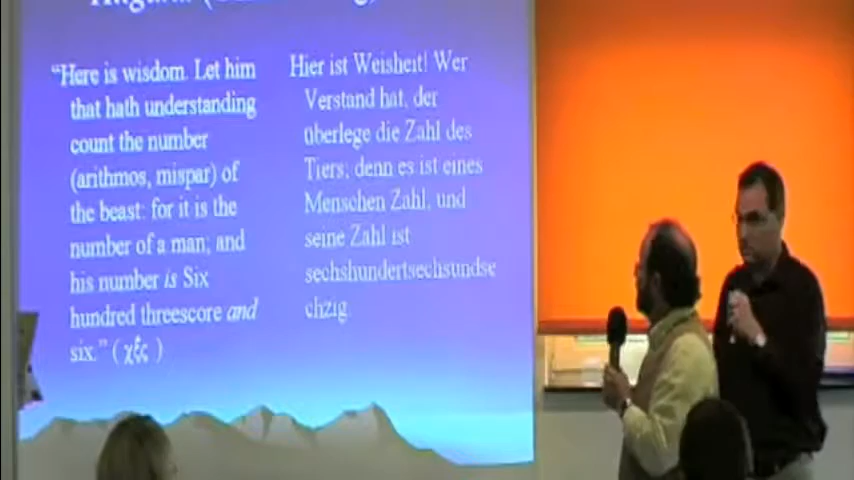 “Here is wisdom. Let him
that hath understanding
count the number
(arithmos, mispar) of
the beast: for it is the
number of a man; and
his number is Six
hundred threescore and
six.” ( χξς )
Hier ist Weisheit! Wer
Verstand hat, der
überlege die Zahl des
Tiers; denn es ist eines
Menschen Zahl, und
seine Zahl ist
sechshundertsechsundse
chzig